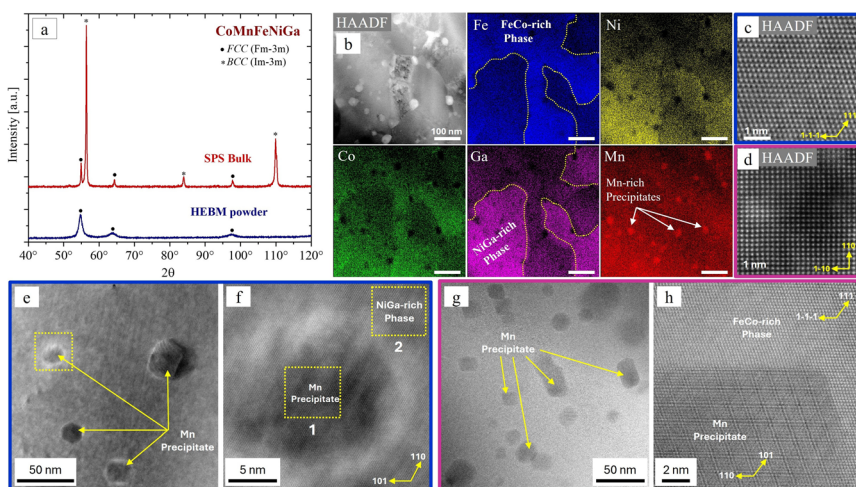 a
CoMnFeNiGa
FCC (Fm-3m)
BCC (Im-3m)
Intensity [a.u.]
SPS Bulk
HEBM powder
40 50 60 70 80 90 100 110 120
2θ
HAADF
b
100 nm
Fe
FeCo-rich
Phase
Ni
Co
Ga
NiGa-rich
Phase
Mn
Mn-rich
Precipitates
c
HAADF
1 nm
111
1-1-1
d
HAADF
1 nm
110
1-10
e
Mn
Precipitate
50 nm
f
NiGa-rich
Phase
2
Mn
Precipitate
1
5 nm
110
101
g
Mn
Precipitate
50 nm
h
111
1-1-1
FeCo-rich
Phase
Mn
Precipitate
101
110
2 nm